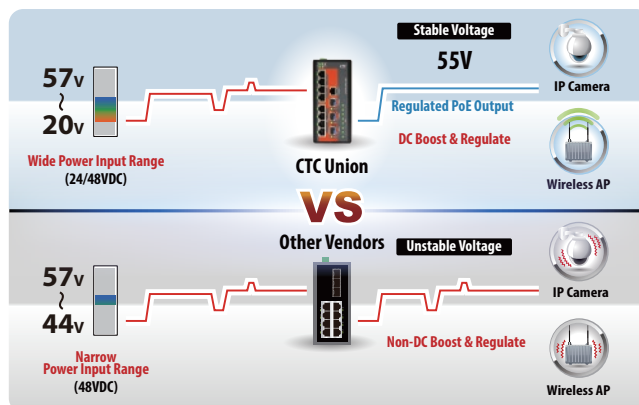 Stable Voltage
57v
~
20v
55V
IP Camera
Regulated PoE Output
DC Boost & Regulate
Wide Power Input Range
(24/48VDC)
CTC Union
Wireless AP
VS
Other Vendors
Unstable Voltage
57v
~
44v
IP Camera
Non-DC Boost & Regulate
Narrow
Power Input Range
(48VDC)
Wireless AP